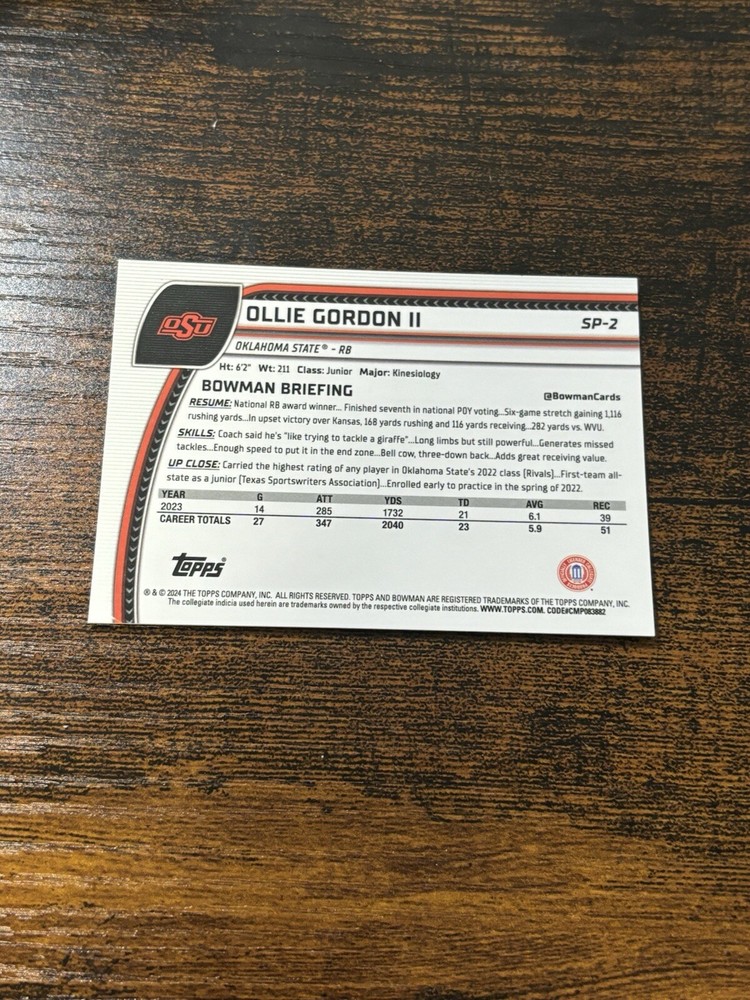 OSU
OLLIE GORDON II
SP-2
OKLAHOMA STATE® - RB
Ht: 6'2" Wt: 211 Class: Junior Major: Kinesiology
BOWMAN BRIEFING
@BowmanCards
RESUME: National RB award winner... Finished seventh in national POY voting...Six-game stretch gaining 1,116
rushing yards...In upset victory over Kansas, 168 yards rushing and 116 yards receiving...282 yards vs. WVU.
SKILLS: Coach said he's "like trying to tackle a giraffe"...Long limbs but still powerful...Generates missed
tackles...Enough speed to put it in the end zone...Bell cow, three-down back...Adds great receiving value.
UP CLOSE: Carried the highest rating of any player in Oklahoma State's 2022 class [Rivals]...First-team all-
state as a junior [Texas Sportswriters Association]...Enrolled early to practice in the spring of 2022.
YEAR G ATT YDS TD AVG REC
2023 14 285 1732 21 6.1 39
CAREER TOTALS 27 347 2040 23 5.9 51
Topps®
® & © 2024 THE TOPPS COMPANY, INC. ALL RIGHTS RESERVED. TOPPS AND BOWMAN ARE REGISTERED TRADEMARKS OF THE TOPPS COMPANY, INC.
The collegiate indicia used herein are trademarks owned by the respective collegiate institutions. WWW.TOPPS.COM. CODE#CMP083882